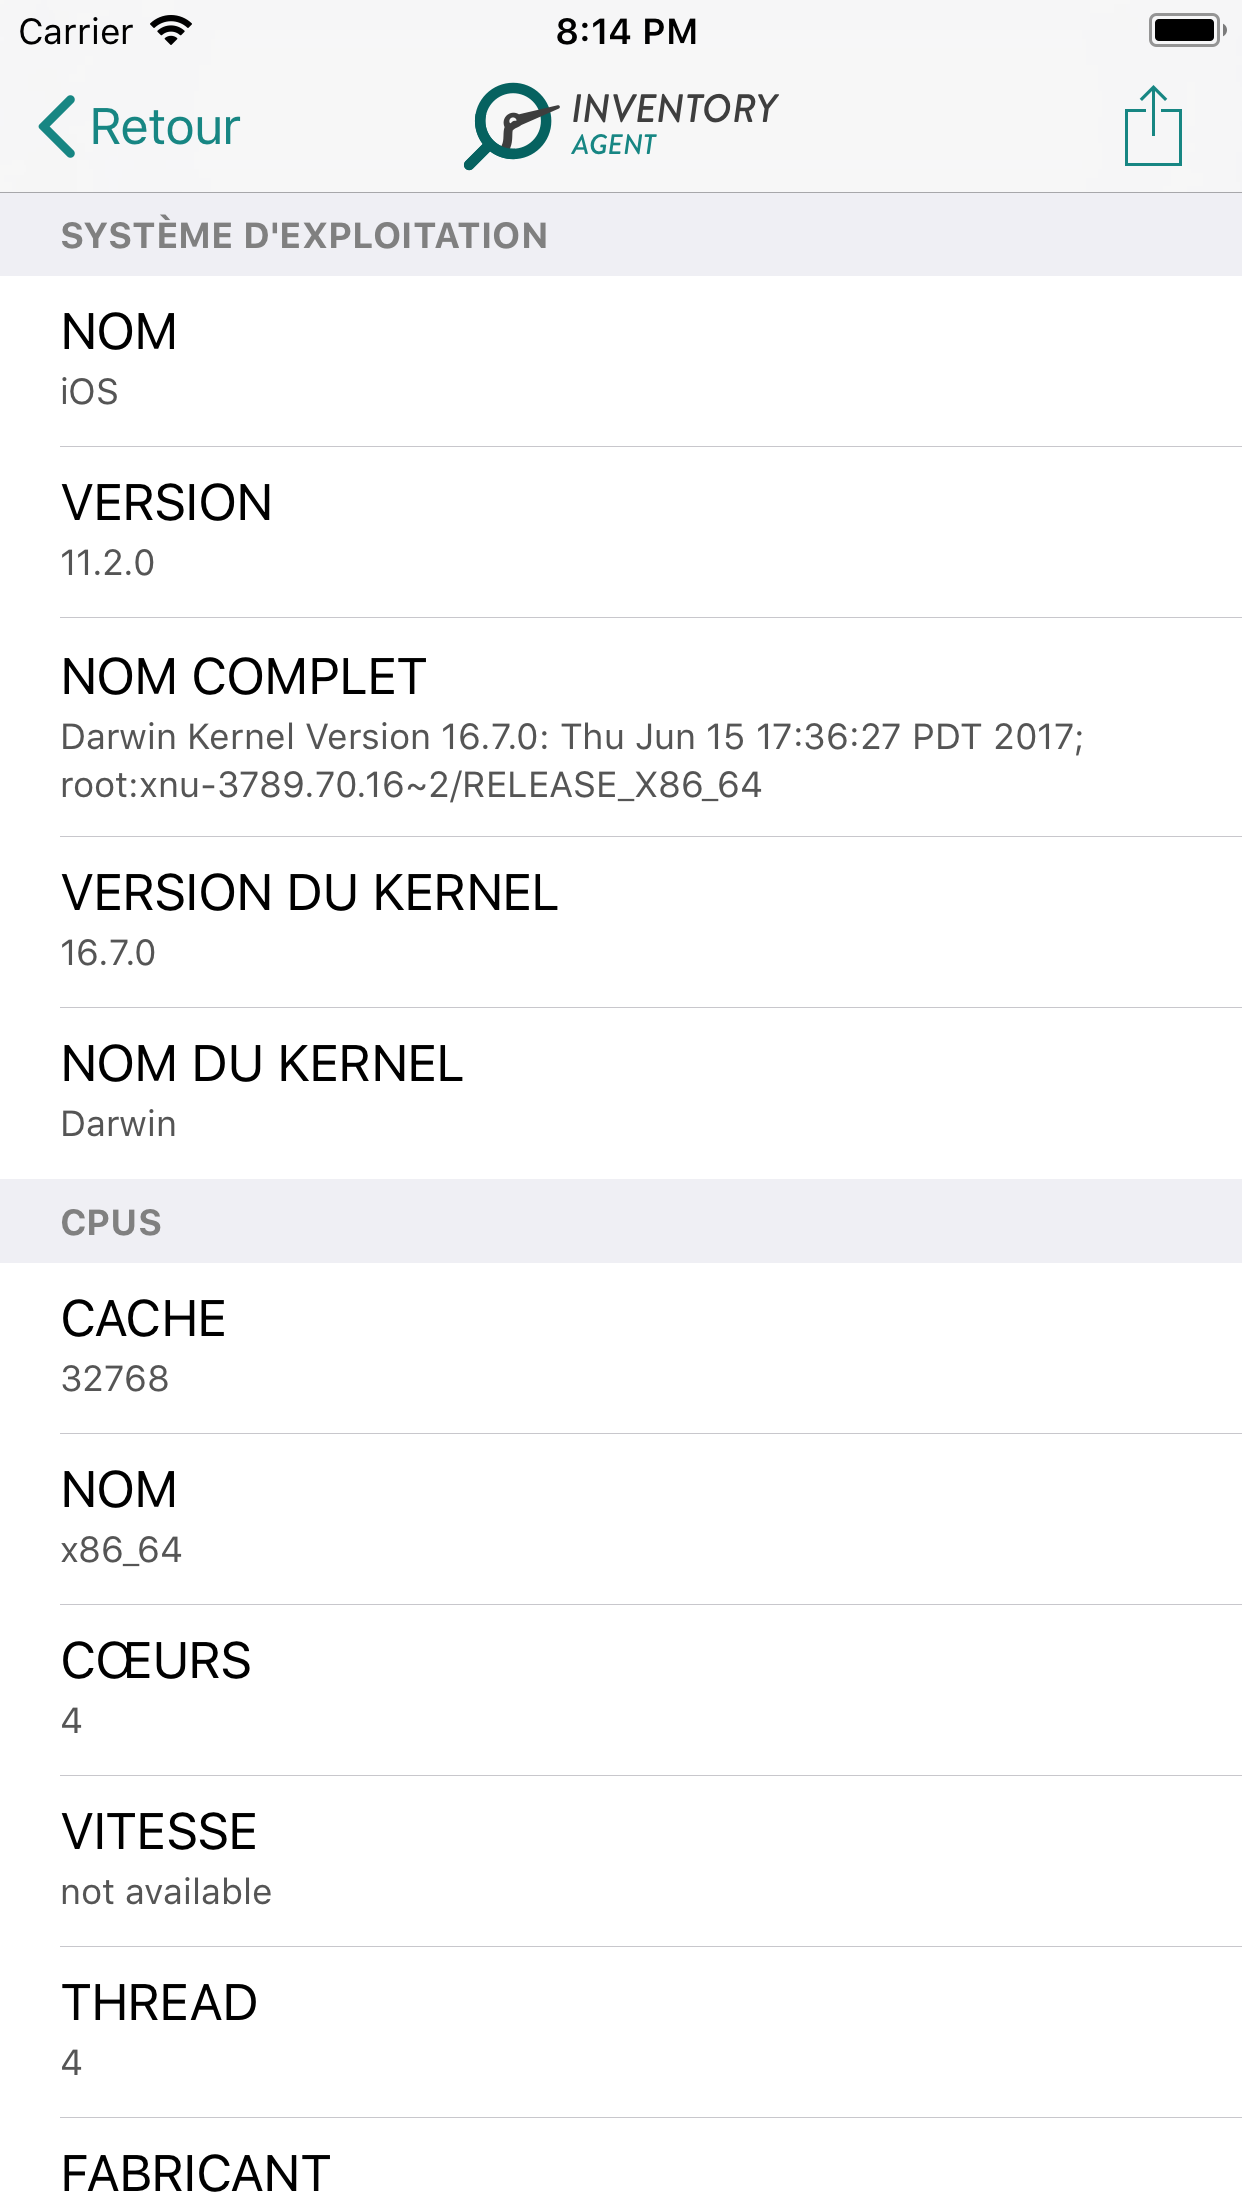 Carrier 8:14 PM
Retour
INVENTORY
AGENT
SYSTÈME D'EXPLOITATION
NOM
iOS
VERSION
11.2.0
NOM COMPLET
Darwin Kernel Version 16.7.0: Thu Jun 15 17:36:27 PDT 2017;
root:xnu-3789.70.16~2/RELEASE_X86_64
VERSION DU KERNEL
16.7.0
NOM DU KERNEL
Darwin
CPUS
CACHE
32768
NOM
x86_64
CŒURS
4
VITESSE
not available
THREAD
4
FABRICANT